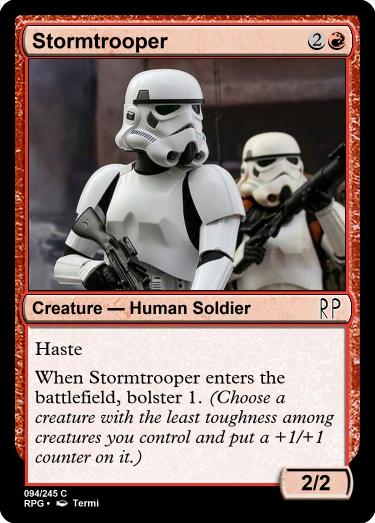 Stormtrooper 2
Creature — Human Soldier RP
Haste
When Stormtrooper enters the
battlefield, bolster 1. (Choose a
creature with the least toughness among
creatures you control and put a +1/+1
counter on it.)
2/2
094/245 C
RPG • Termi